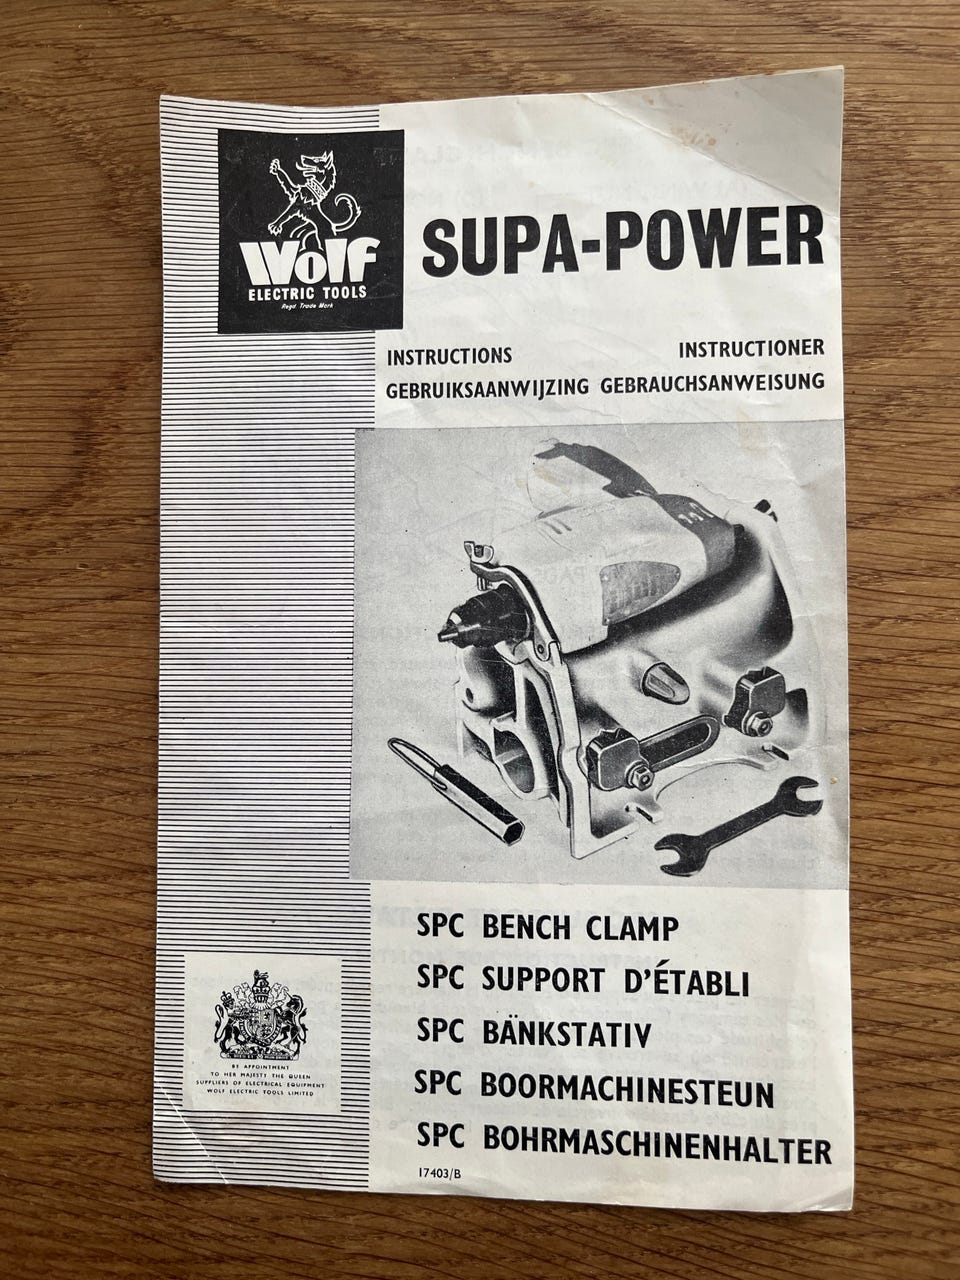 Wolf
ELECTRIC TOOLS
Regd Trade Mark
SUPA-POWER
INSTRUCTIONS INSTRUCTIONER
GEBRUIKSAANWIJZING GEBRAUCHSANWEISUNG
SPC BENCH CLAMP
SPC SUPPORT D'ÉTABLI
SPC BÄNKSTATIV
SPC BOORMACHINESTEUN
SPC BOHRMASCHINENHALTER
17403/B
BY APPOINTMENT
TO HER MAJESTY THE QUEEN
SUPPLIERS OF ELECTRICAL EQUIPMENT
WOLF ELECTRIC TOOLS LIMITED